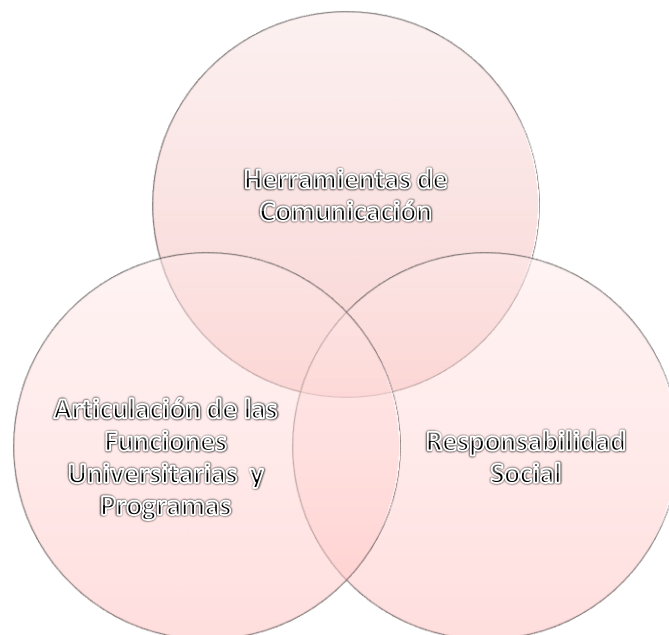 Herramientas de
Comunicación
Articulación de las
Funciones
Universitarias y
Programas
Responsabilidad
Social